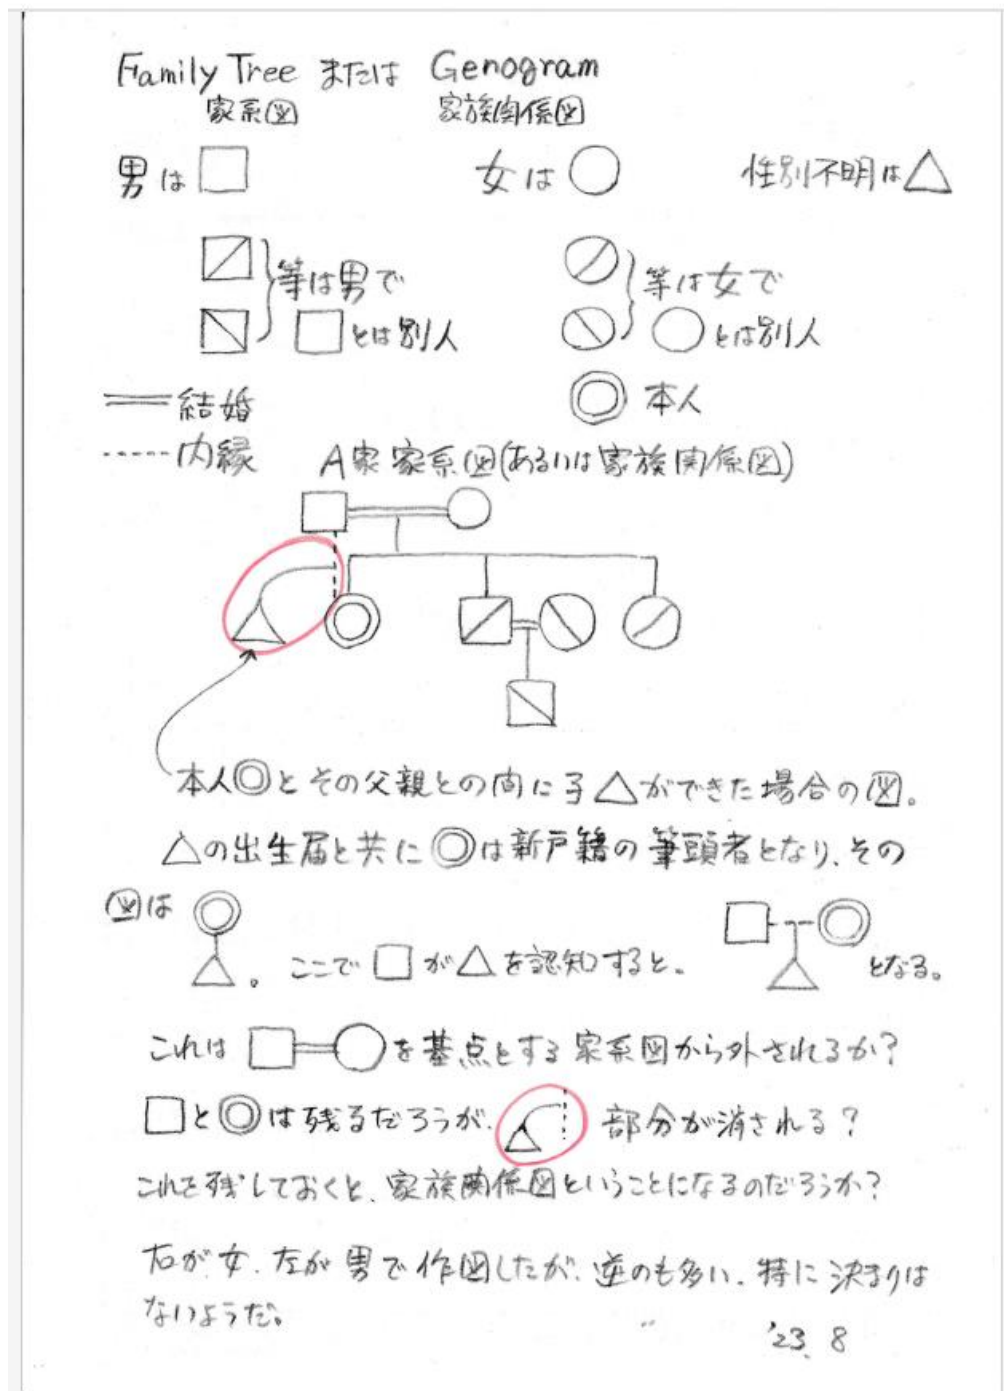 Family Tree または Genogram
家系図 家族関係図
男は□ 女は○ 性別不明は△
等は男で 等は女で
□とは別人 ○とは別人
結婚 ◎本人
内縁 A家家系図(あるいは家族関係図)
本人◎とその父親との間に子△ができた場合の図。
△の出生届と共に◎は新戸籍の筆頭者となり、その
図は 。ここで□が△を認知すると、 となる。
これは□=○を基点とする家系図から外されるか?
□と◎は残るだろうが、 部分が消される?
これを残しておくと、家族関係図ということになるのだろうか?
右が女、左が男で作図したが、逆のも多い、特に決まりは
ないようだ。
'23. 8